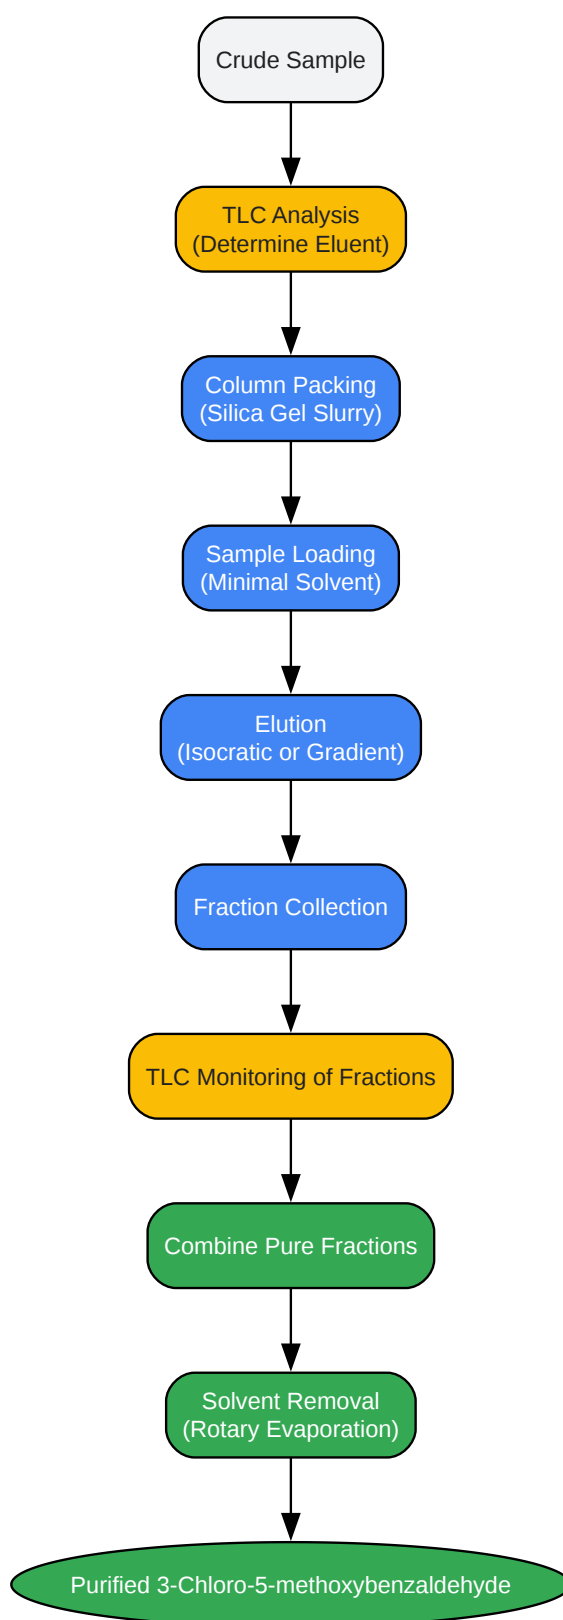 Crude Sample
TLC Analysis
(Determine Eluent)
Column Packing
(Silica Gel Slurry)
Sample Loading
(Minimal Solvent)
Elution
(Isocratic or Gradient)
Fraction Collection
TLC Monitoring of Fractions
Combine Pure Fractions
Solvent Removal
(Rotary Evaporation)
Purified 3-Chloro-5-methoxybenzaldehyde